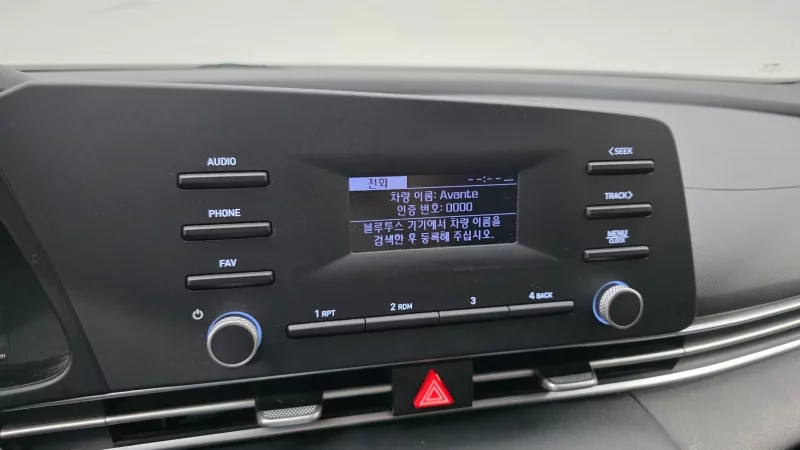 AUDIO
PHONE
FAV
전화
--:--
차량 이름: Avante
인증 번호: 0000
블루투스 기기에서 차량 이름을
검색한 후 등록해 주십시오.
< SEEK
TRACK >
MENU
CLOCK
1 RPT
2 RDM
3
4 BACK